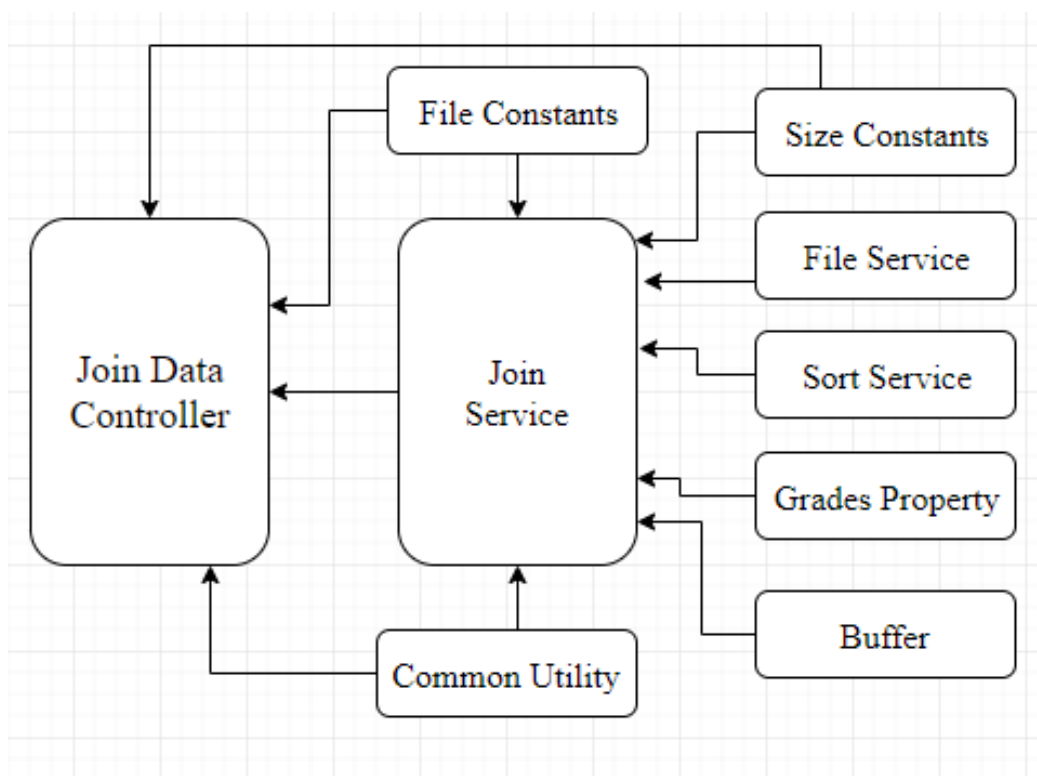 File Constants
Size Constants
File Service
Join Data
Controller
Join
Service
Sort Service
Grades Property
Buffer
Common Utility